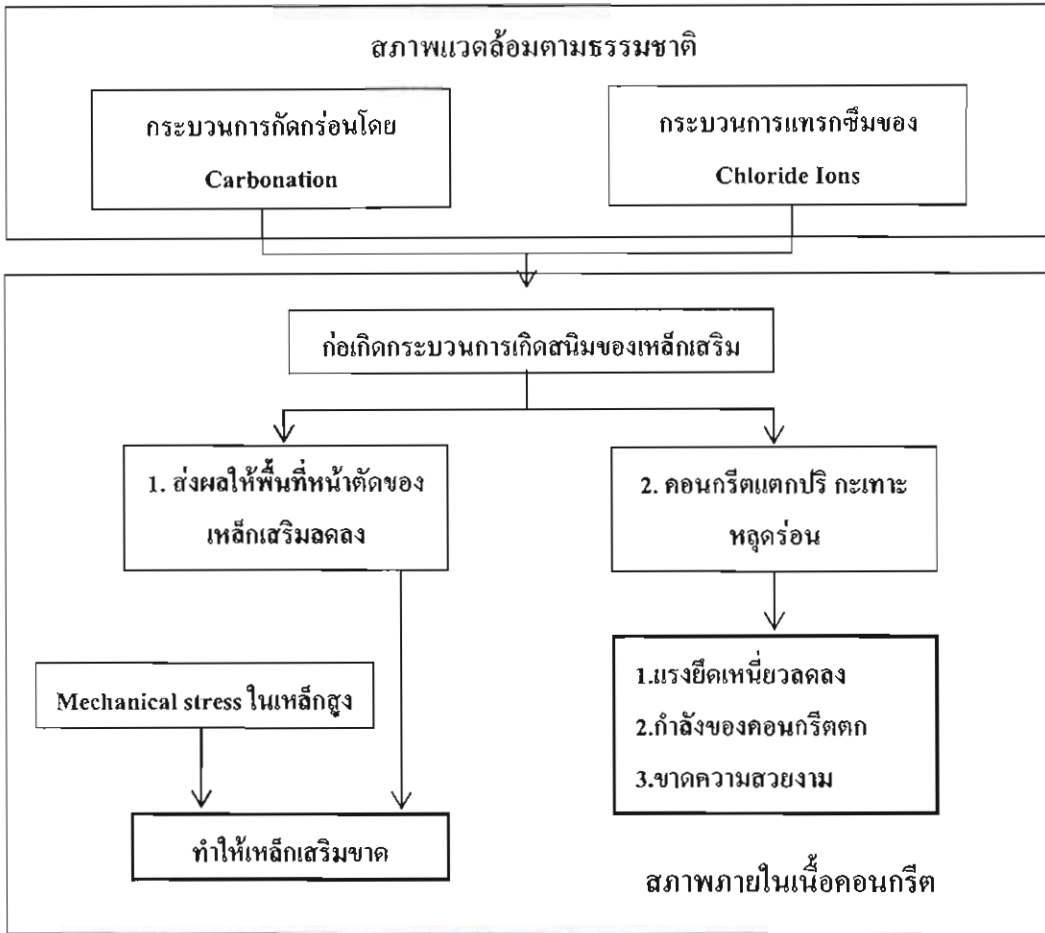 สภาพแวดล้อมตามธรรมชาติ
กระบวนการกัดกร่อนโดย
Carbonation
กระบวนการแทรกซึมของ
Chloride Ions
ก่อเกิดกระบวนการเกิดสนิมของเหล็กเสริม
1. ส่งผลให้พื้นที่หน้าตัดของ
เหล็กเสริมลดลง
2. คอนกรีตแตกปริ กะเทาะ
หลุดร่อน
Mechanical stress ในเหล็กสูง
1.แรงยึดเหนี่ยวลดลง
2.กำลังของคอนกรีตตก
3.ขาดความสวยงาม
ทำให้เหล็กเสริมขาด
สภาพภายในเนื้อคอนกรีต